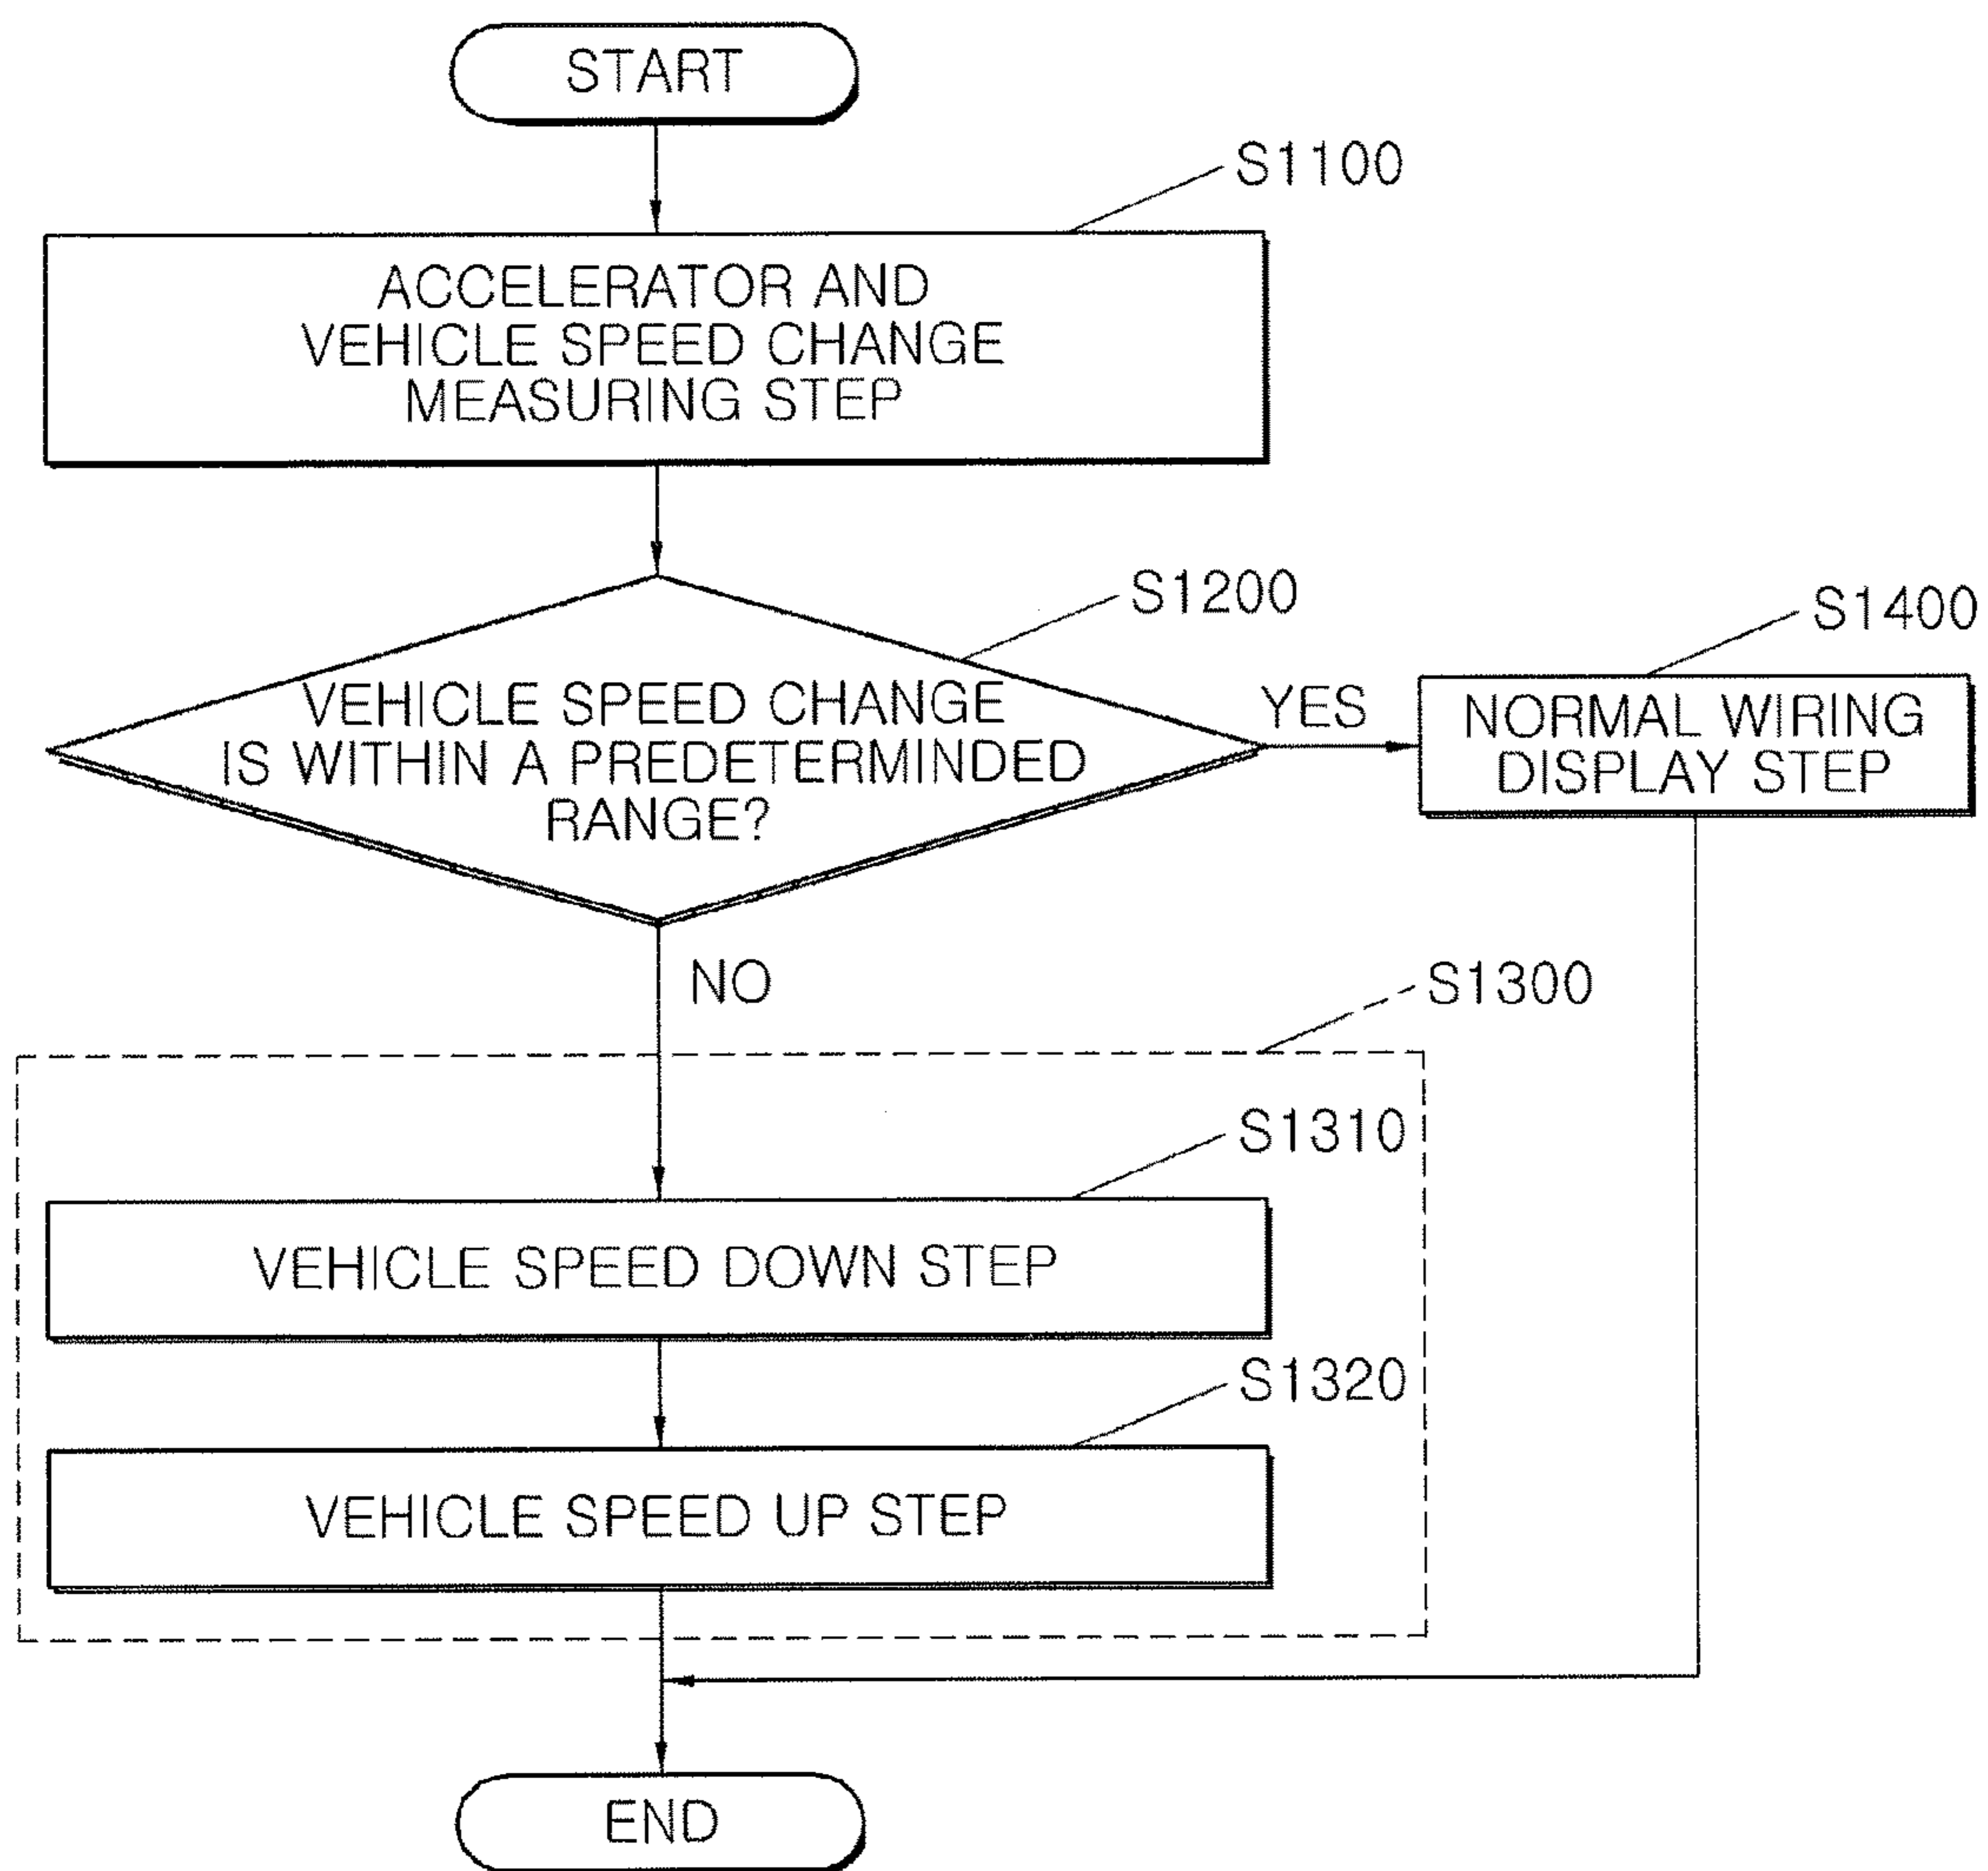 START
S1100
ACCELERATOR AND
VEHICLE SPEED CHANGE
MEASURING STEP
S1200
VEHICLE SPEED CHANGE
IS WITHIN A PREDETERMINDED
RANGE?
YES
S1400
NORMAL WIRING
DISPLAY STEP
NO
S1300
S1310
VEHICLE SPEED DOWN STEP
S1320
VEHICLE SPEED UP STEP
END